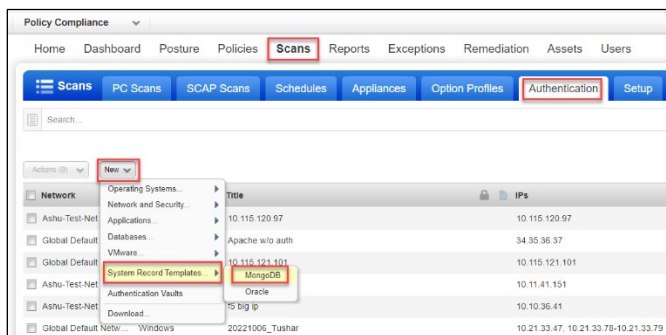 Policy Compliance
Home Dashboard Posture Policies Scans Reports Exceptions Remediation Assets Users
Scans PC Scans SCAP Scans Schedules Appliances Option Profiles Authentication Setup
Search...
Actions (0) New
Network Title IPs
Operating Systems...
Network and Security...
Applications...
Databases...
VMware...
System Record Templates...
Authentication Vaults
Download...
MongoDB
Oracle
Ashu-Test-Net 10.115.120.97 10.115.120.97
Global Default Apache w/o auth 34.35.36.37
Global Default 10.115.121.101 10.115.121.101
Ashu-Test-Net 10.11.41.151
Ashu-Test-Net f5 big ip 10.10.36.41
Global Default Netw... Windows 20221006_Tushar 10.21.33.47, 10.21.33.78-10.21.33.79